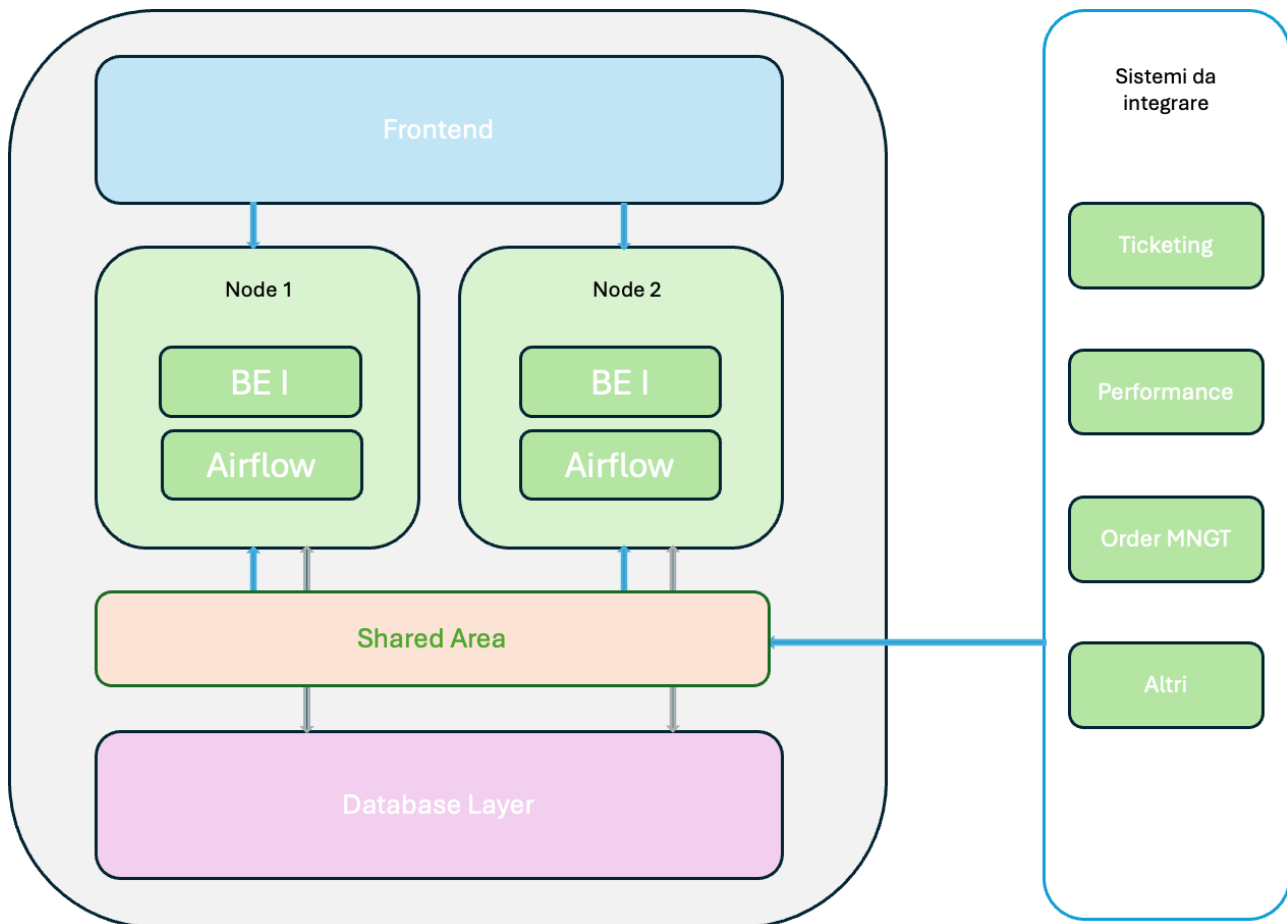 Frontend
Node 1
BE I
Airflow
Node 2
BE I
Airflow
Shared Area
Database Layer
Sistemi da
integrare
Ticketing
Performance
Order MNGT
Altri